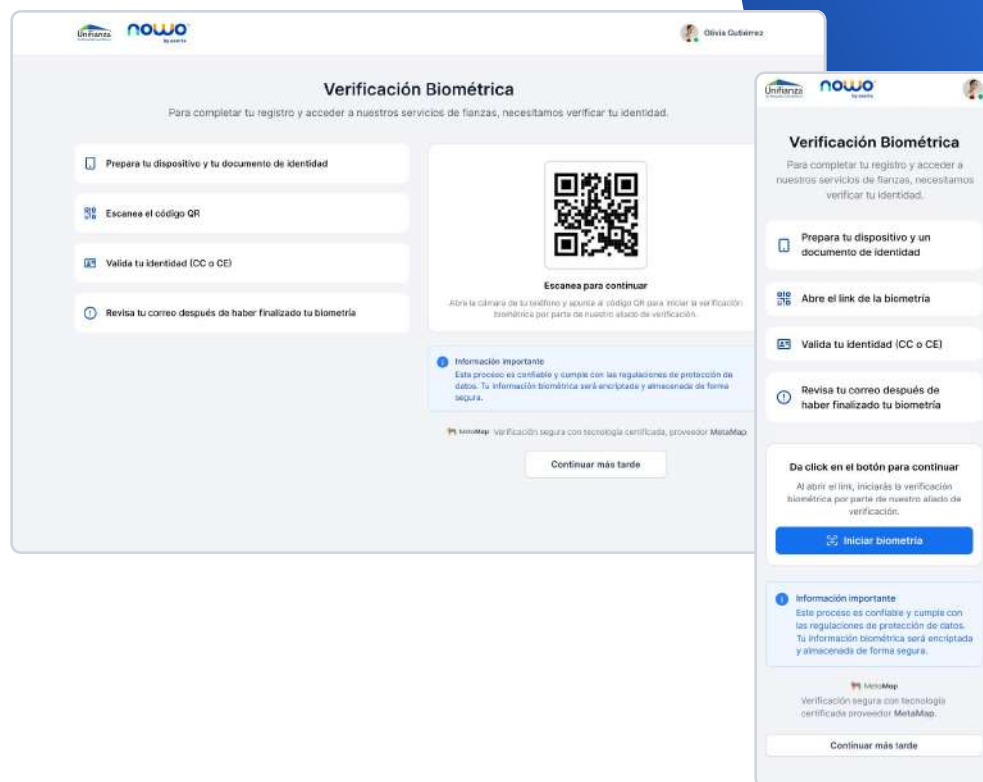 Unifianza
nowo
by aserta
Olivia Gutiérrez
Verificación Biométrica
Para completar tu registro y acceder a nuestros servicios de fianzas, necesitamos verificar tu identidad.
Prepara tu dispositivo y tu documento de identidad
Escanea el código QR
Valida tu identidad (CC o CE)
Revisa tu correo después de haber finalizado tu biometría
Escanea para continuar
Abre la cámara de tu teléfono y apunta al código QR para iniciar la verificación
biométrica por parte de nuestro aliado de verificación.
Información importante
Este proceso es confiable y cumple con las regulaciones de protección de
datos. Tu información biométrica será encriptada y almacenada de forma
segura.
MetaMap Verificación segura con tecnología certificada, proveedor MetaMap.
Continuar más tarde
Unifianza
nowo
by aserta
Verificación Biométrica
Para completar tu registro y acceder a
nuestros servicios de fianzas, necesitamos
verificar tu identidad.
Prepara tu dispositivo y un
documento de identidad
Abre el link de la biometría
Valida tu identidad (CC o CE)
Revisa tu correo después de
haber finalizado tu biometría
Da click en el botón para continuar
Al abrir el link, iniciarás la verificación
biométrica por parte de nuestro aliado de
verificación.
Iniciar biometría
Información importante
Este proceso es confiable y cumple con
las regulaciones de protección de datos.
Tu información biométrica será encriptada
y almacenada de forma segura.
MetaMap
Verificación segura con tecnología
certificada proveedor MetaMap.
Continuar más tarde